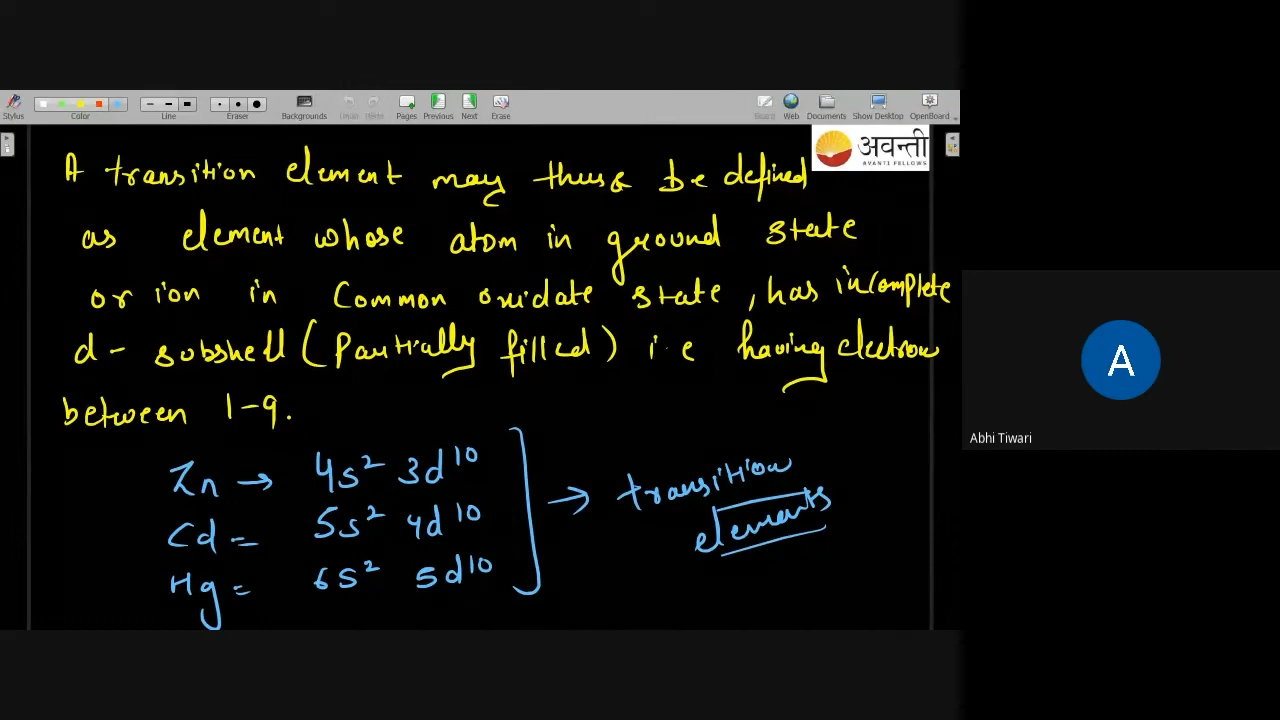 Stylus Color Line Eraser Backgrounds Undo Redo Pages Previous Next Erase Board Web Documents Show Desktop OpenBoard
अवन्ती
AVANTI FELLOWS
A transition element may thus be defined
as element whose atom in ground state
or ion in Common oxidate state, has incomplete
d- subshell (Partially filled) i.e having electron
between 1-9.
Zn → 4s² 3d¹⁰
Cd = 5s² 4d¹⁰
Hg = 6s² 5d¹⁰
→ transition
elements
A
Abhi Tiwari